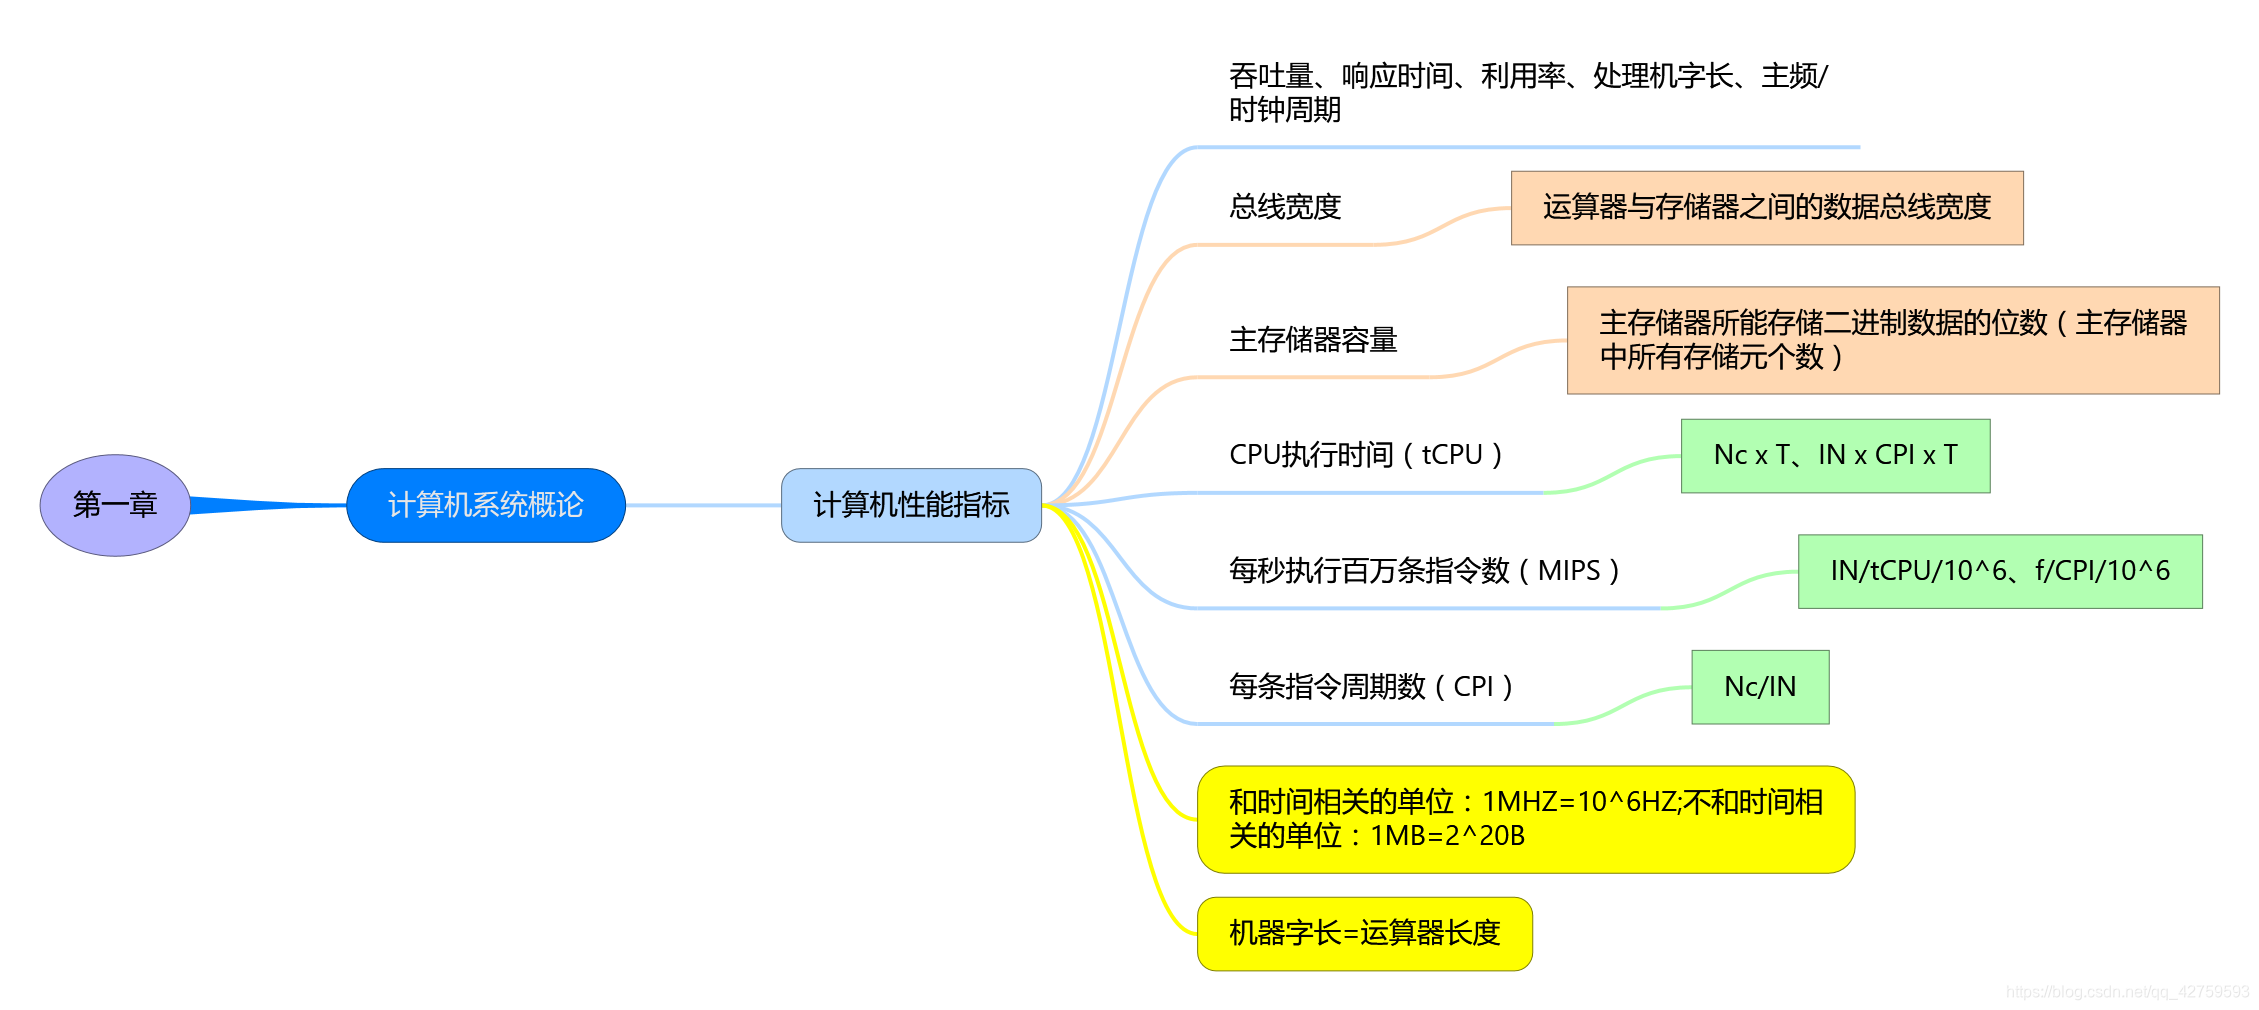 吞吐量、响应时间、利用率、处理机字长、主频/
时钟周期
总线宽度
运算器与存储器之间的数据总线宽度
主存储器容量
主存储器所能存储二进制数据的位数（主存储器
中所有存储元个数）
CPU执行时间（tCPU）
Nc x T、IN x CPI x T
第一章
计算机系统概论
计算机性能指标
每秒执行百万条指令数（MIPS）
IN/tCPU/10^6、f/CPI/10^6
每条指令周期数（CPI）
Nc/IN
和时间相关的单位：1MHZ=10^6HZ;不和时间相
关的单位：1MB=2^20B
机器字长=运算器长度
https://blog.csdn.net/qq_42759593